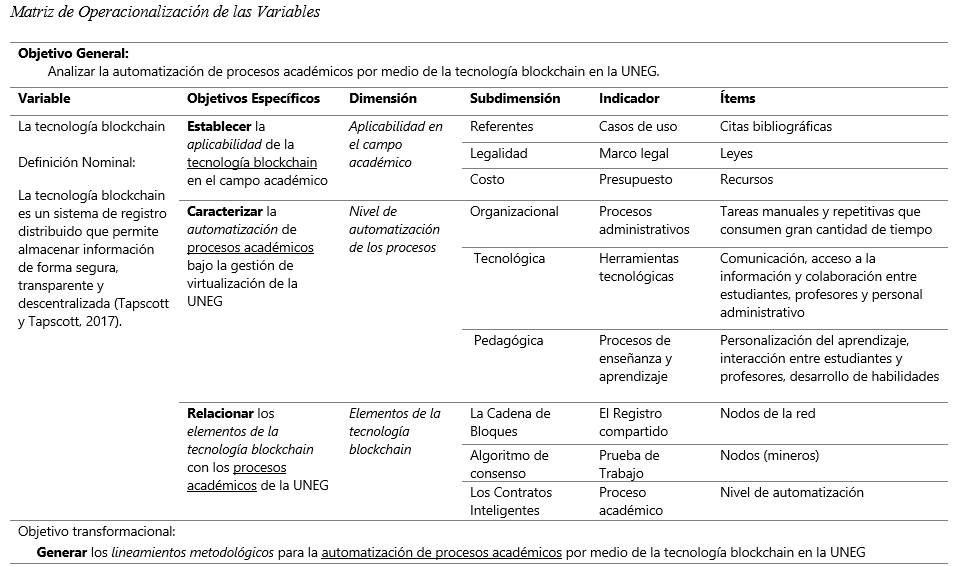 Matriz de Operacionalización de las Variables
Objetivo General:
Analizar la automatización de procesos académicos por medio de la tecnología blockchain en la UNEG.
Variable Objetivos Específicos Dimensión Subdimensión Indicador Ítems
La tecnología blockchain
Definición Nominal:
La tecnología blockchain
es un sistema de registro
distribuido que permite
almacenar información
de forma segura,
transparente y
descentralizada (Tapscott
y Tapscott, 2017).
Establecer la
aplicabilidad de la
tecnología blockchain
en el campo académico
Aplicabilidad en
el campo
académico
Referentes Casos de uso Citas bibliográficas
Legalidad Marco legal Leyes
Costo Presupuesto Recursos
Caracterizar la
automatización de
procesos académicos
bajo la gestión de
virtualización de la
UNEG
Nivel de
automatización
de los procesos
Organizacional
Procesos
administrativos
Tareas manuales y repetitivas que
consumen gran cantidad de tiempo
Tecnológica
Herramientas
tecnológicas
Comunicación, acceso a la
información y colaboración entre
estudiantes, profesores y personal
administrativo
Pedagógica
Procesos de
enseñanza y
aprendizaje
Personalización del aprendizaje,
interacción entre estudiantes y
profesores, desarrollo de habilidades
Relacionar los
elementos de la
tecnología blockchain
con los procesos
académicos de la UNEG
Elementos de la
tecnología
blockchain
La Cadena de
Bloques
El Registro
compartido
Nodos de la red
Algoritmo de
consenso
Prueba de
Trabajo
Nodos (mineros)
Los Contratos
Inteligentes
Proceso
académico
Nivel de automatización
Objetivo transformacional:
Generar los lineamientos metodológicos para la automatización de procesos académicos por medio de la tecnología blockchain en la UNEG